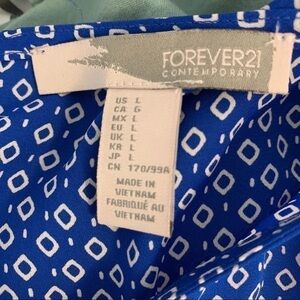 FOREVER21
CONTEMPORARY
US L
CA G
MX L
EU L
UK L
KR L
JP L
CN 170/99A
MADE IN
VIETNAM
FABRIQUÉ AU
VIETNAM